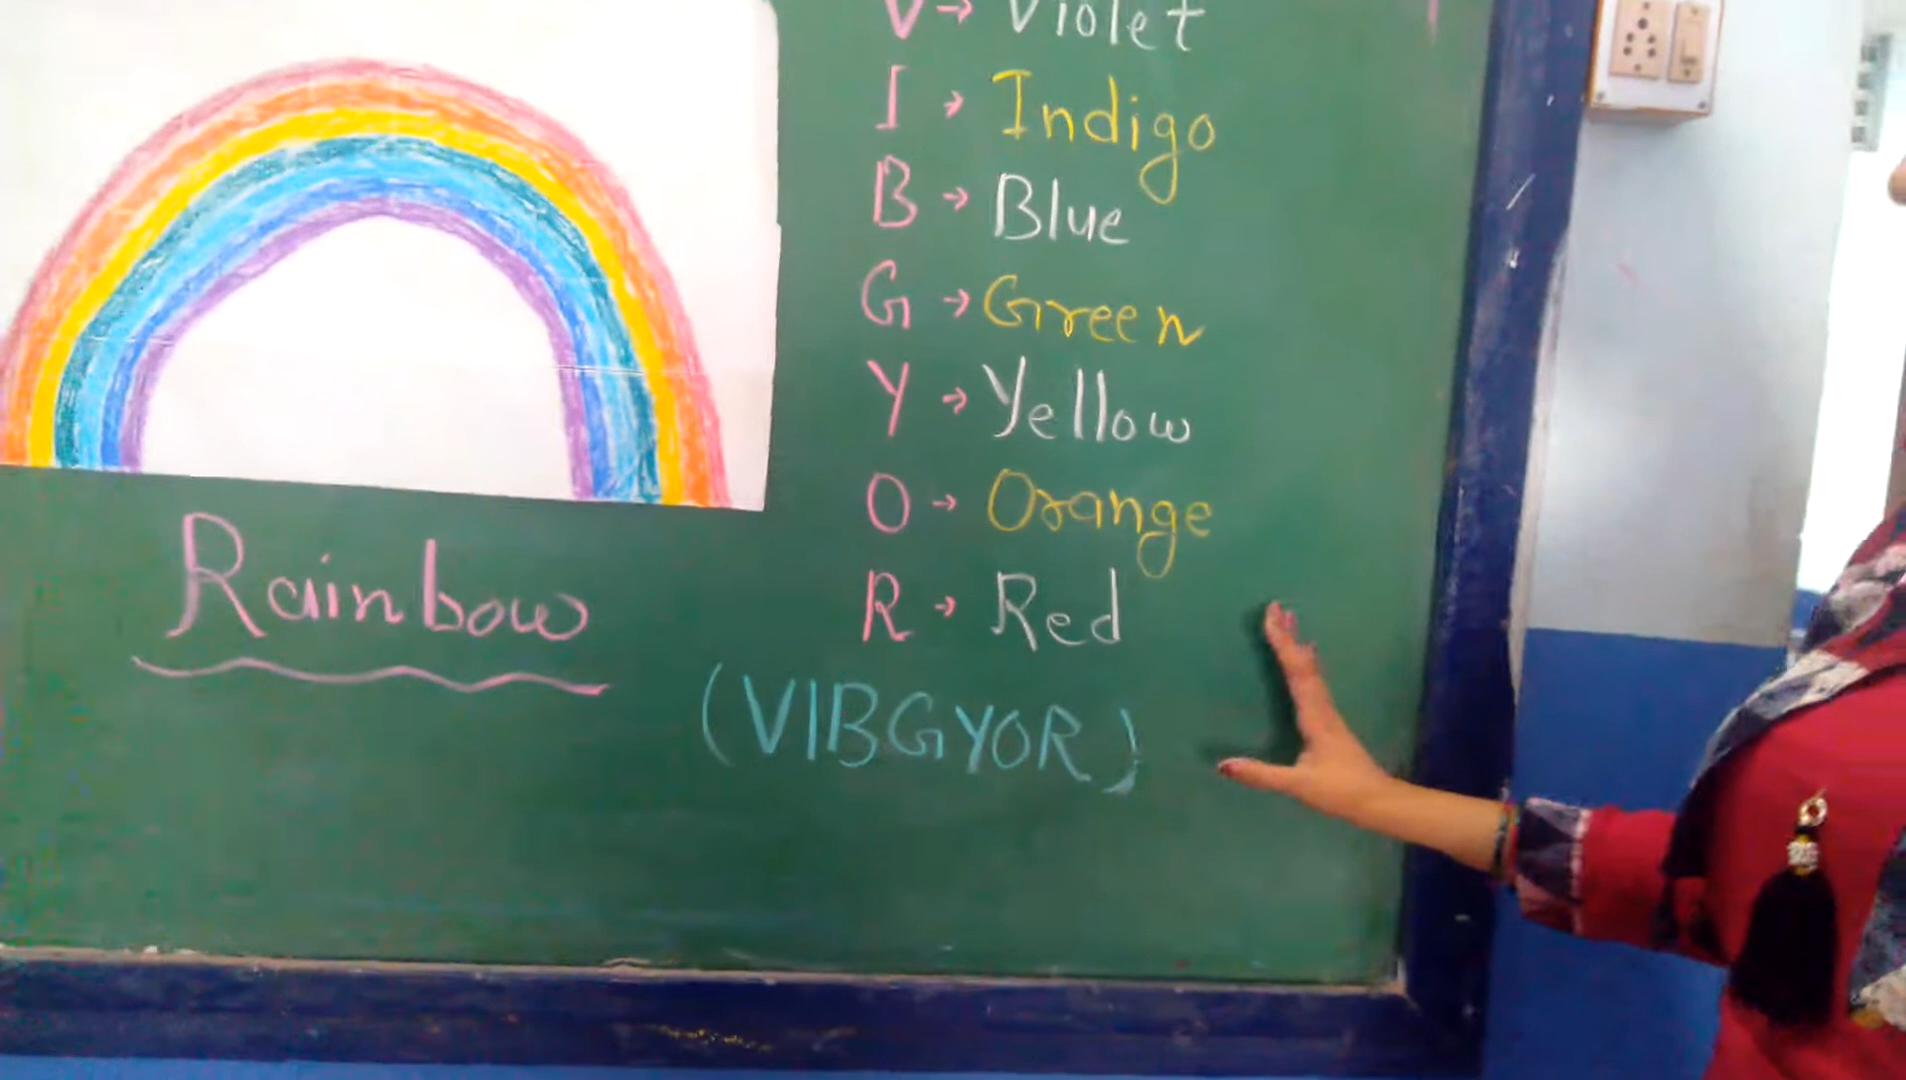 V → Violet
I → Indigo
B → Blue
G → Green
Y → Yellow
O → Orange
R → Red
Rainbow
(VIBGYOR)